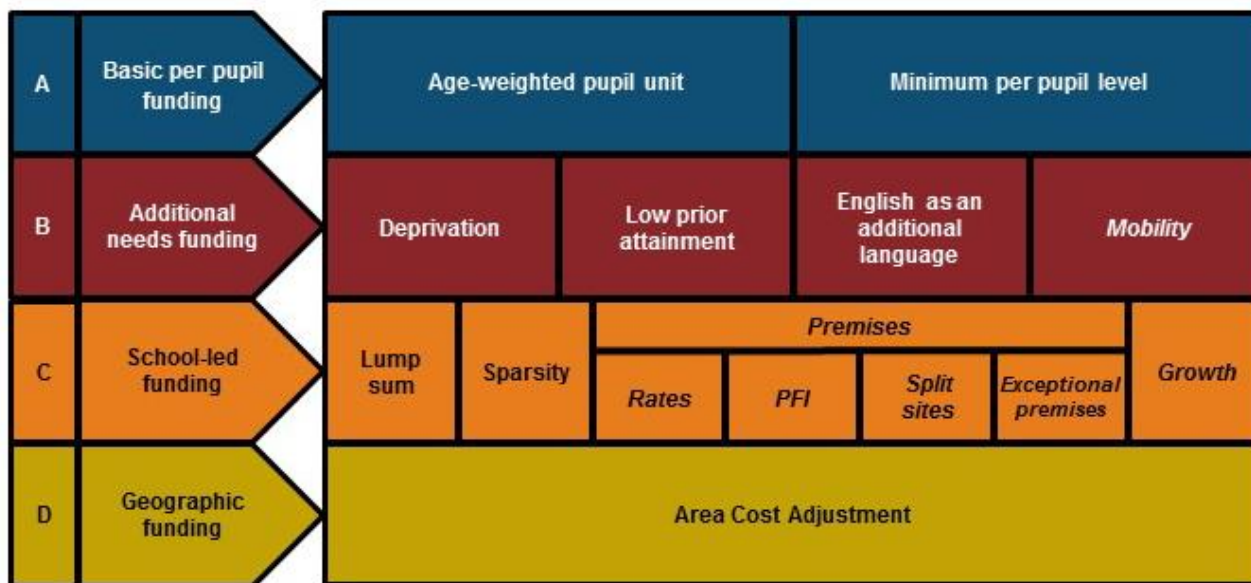 A
Basic per pupil
funding
Age-weighted pupil unit
Minimum per pupil level
B
Additional
needs funding
Deprivation
Low prior
attainment
English as an
additional
language
Mobility
C
School-led
funding
Lump
sum
Sparsity
Premises
Rates
PFI
Split
sites
Exceptional
premises
Growth
D
Geographic
funding
Area Cost Adjustment